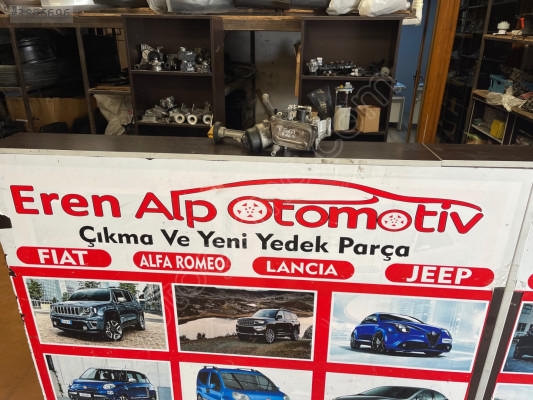 Eren Alp Otomotiv
Çıkma Ve Yeni Yedek Parça
FIAT ALFA ROMEO LANCIA JEEP